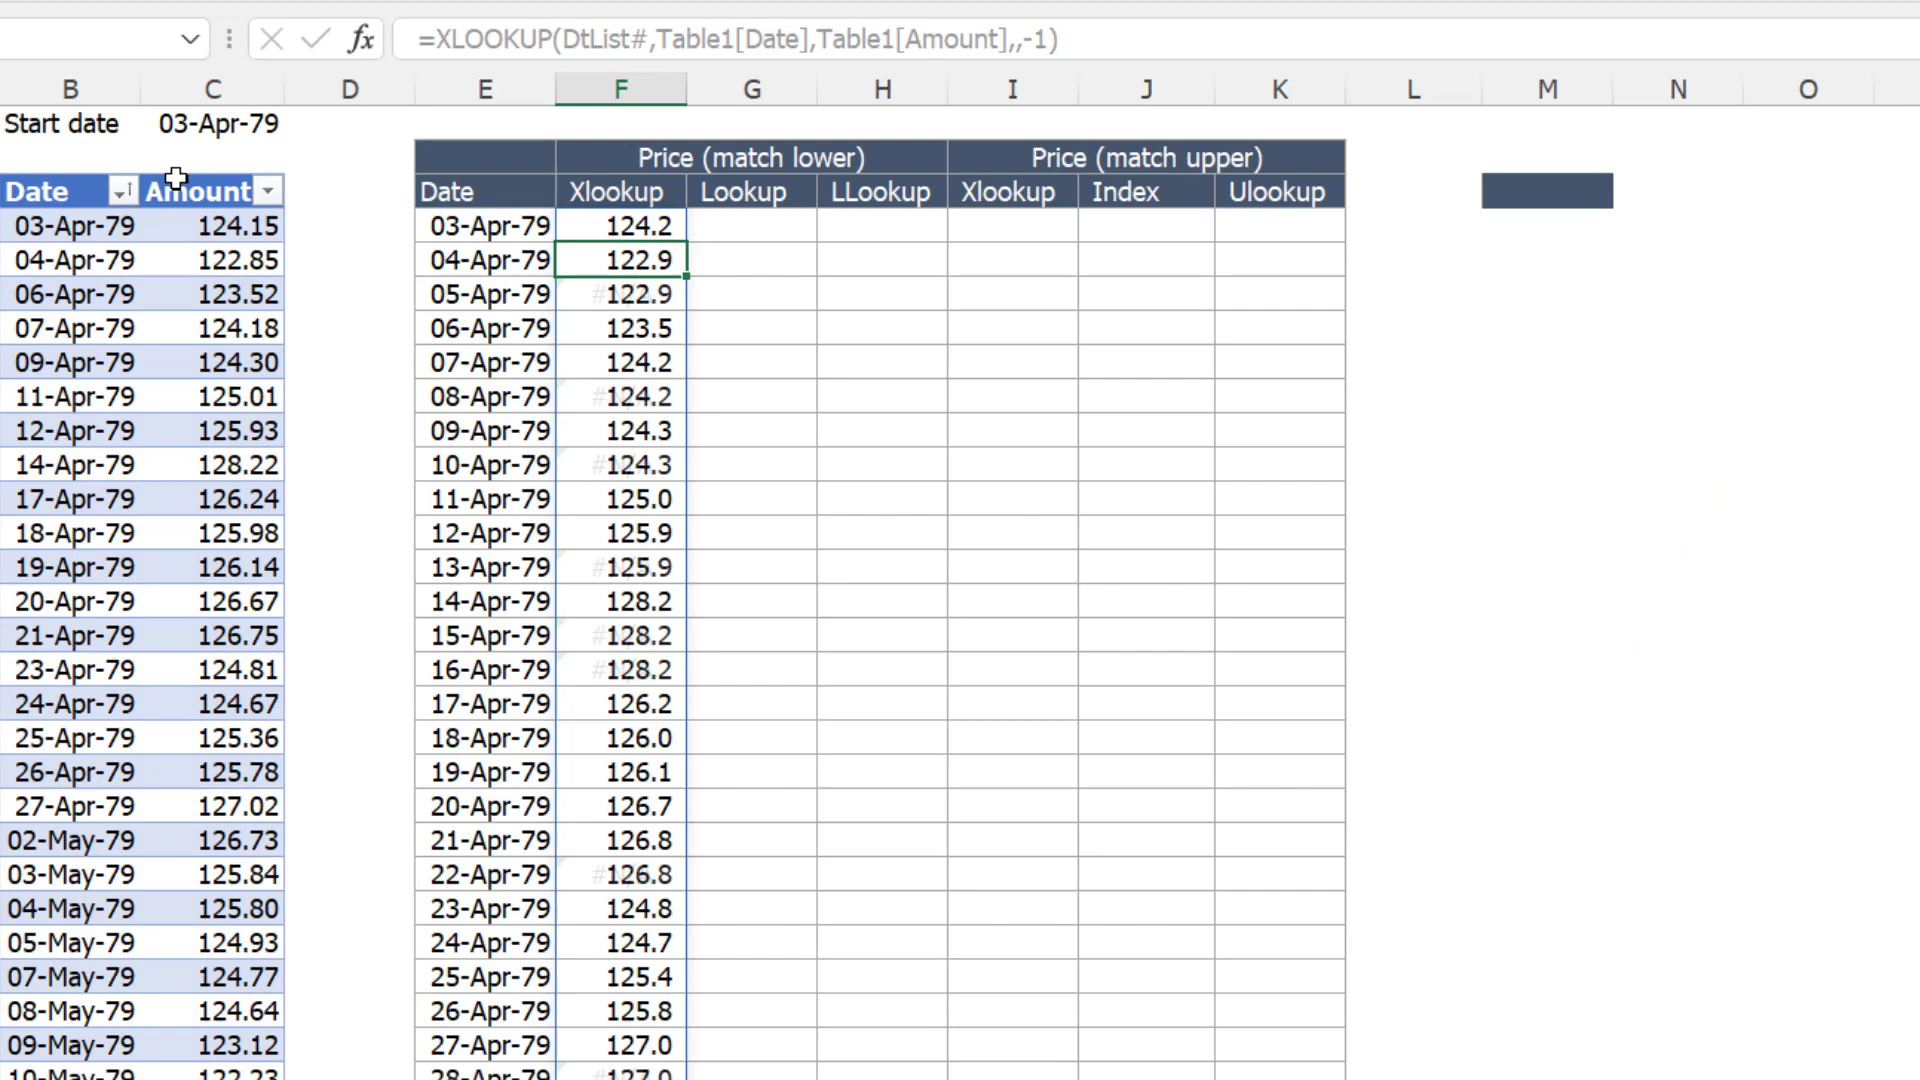 fx =XLOOKUP(DtList#,Table1[Date],Table1[Amount],,-1)
B C D E F G H I J K L M N O
Start date 03-Apr-79
Price (match lower) Price (match upper)
Date Amount Date Xlookup Lookup LLookup Xlookup Index Ulookup
03-Apr-79 124.15 03-Apr-79 124.2
04-Apr-79 122.85 04-Apr-79 122.9
06-Apr-79 123.52 05-Apr-79 122.9
07-Apr-79 124.18 06-Apr-79 123.5
09-Apr-79 124.30 07-Apr-79 124.2
11-Apr-79 125.01 08-Apr-79 124.2
12-Apr-79 125.93 09-Apr-79 124.3
14-Apr-79 128.22 10-Apr-79 124.3
17-Apr-79 126.24 11-Apr-79 125.0
18-Apr-79 125.98 12-Apr-79 125.9
19-Apr-79 126.14 13-Apr-79 125.9
20-Apr-79 126.67 14-Apr-79 128.2
21-Apr-79 126.75 15-Apr-79 128.2
23-Apr-79 124.81 16-Apr-79 128.2
24-Apr-79 124.67 17-Apr-79 126.2
25-Apr-79 125.36 18-Apr-79 126.0
26-Apr-79 125.78 19-Apr-79 126.1
27-Apr-79 127.02 20-Apr-79 126.7
02-May-79 126.73 21-Apr-79 126.8
03-May-79 125.84 22-Apr-79 126.8
04-May-79 125.80 23-Apr-79 124.8
05-May-79 124.93 24-Apr-79 124.7
07-May-79 124.77 25-Apr-79 125.4
08-May-79 124.64 26-Apr-79 125.8
09-May-79 123.12 27-Apr-79 127.0
10-May-79 122.23 28-Apr-79 127.0